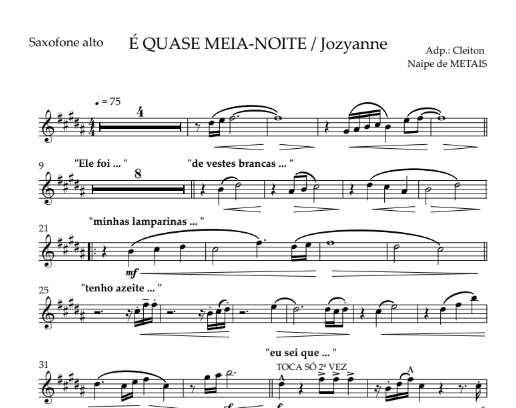 Saxofone alto
É QUASE MEIA-NOITE / Jozyanne
Adp.: Cleiton
Naipe de METAIS
= 75
4
9
"Ele foi ... "
8
"de vestes brancas ... "
21
"minhas lamparinas ... "
mf
25
"tenho azeite ... "
31
"eu sei que ... "
TOCA SÓ 2ª VEZ
f
f